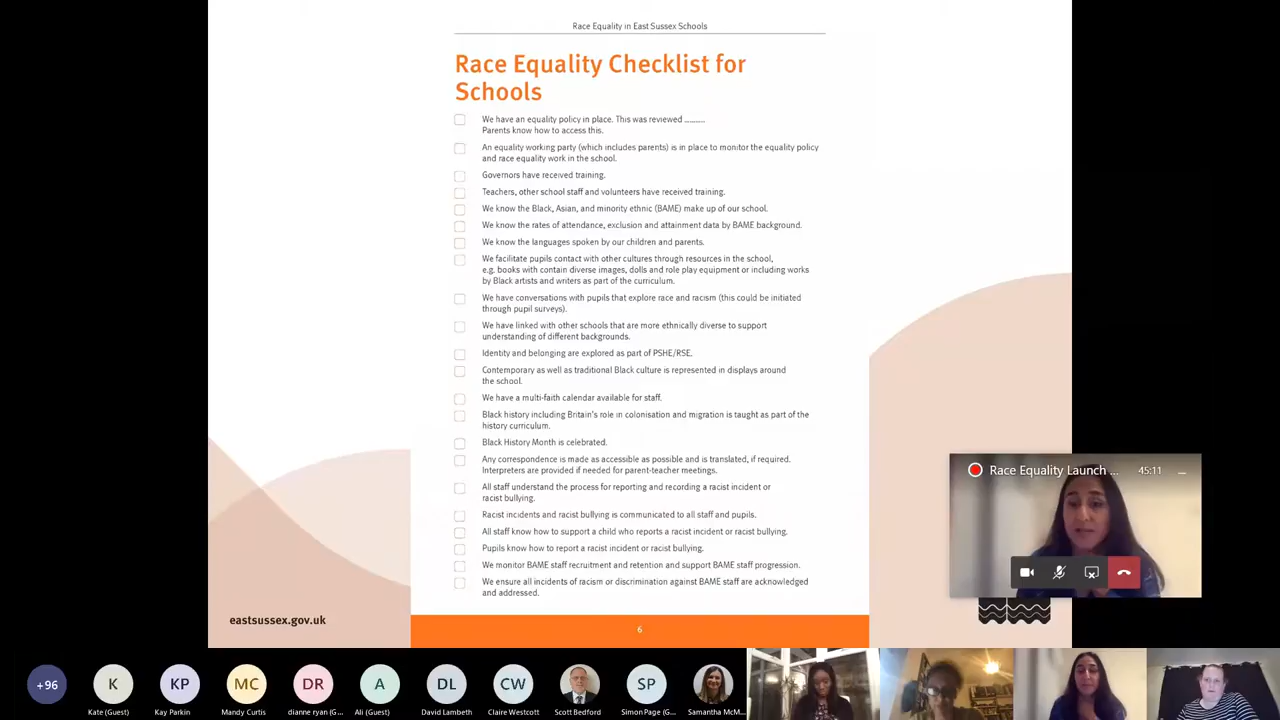 Race Equality in East Sussex Schools
Race Equality Checklist for
Schools
We have an equality policy in place. This was reviewed ..........
Parents know how to access this.
An equality working party (which includes parents) is in place to monitor the equality policy
and race equality work in the school.
Governors have received training.
Teachers, other school staff and volunteers have received training.
We know the Black, Asian, and minority ethnic (BAME) make up of our school.
We know the rates of attendance, exclusion and attainment data by BAME background.
We know the languages spoken by our children and parents.
We facilitate pupils contact with other cultures through resources in the school,
e.g. books with contain diverse images, dolls and role play equipment or including works
by Black artists and writers as part of the curriculum.
We have conversations with pupils that explore race and racism (this could be initiated
through pupil surveys).
We have linked with other schools that are more ethnically diverse to support
understanding of different backgrounds.
Identity and belonging are explored as part of PSHE/RSE.
Contemporary as well as traditional Black culture is represented in displays around
the school.
We have a multi-faith calendar available for staff.
Black history including Britain's role in colonisation and migration is taught as part of the
history curriculum.
Black History Month is celebrated.
Any correspondence is made as accessible as possible and is translated, if required.
Interpreters are provided if needed for parent-teacher meetings.
All staff understand the process for reporting and recording a racist incident or
racist bullying.
Racist incidents and racist bullying is communicated to all staff and pupils.
All staff know how to support a child who reports a racist incident or racist bullying.
Pupils know how to report a racist incident or racist bullying.
We monitor BAME staff recruitment and retention and support BAME staff progression.
We ensure all incidents of racism or discrimination against BAME staff are acknowledged
and addressed.
6
eastsussex.gov.uk
Race Equality Launch ... 45:11
+96 K KP MC DR A DL CW SP
Kate (Guest) Kay Parkin Mandy Curtis dianne ryan (G... Ali (Guest) David Lambeth Claire Westcott Scott Bedford Simon Page (G... Samantha McM...